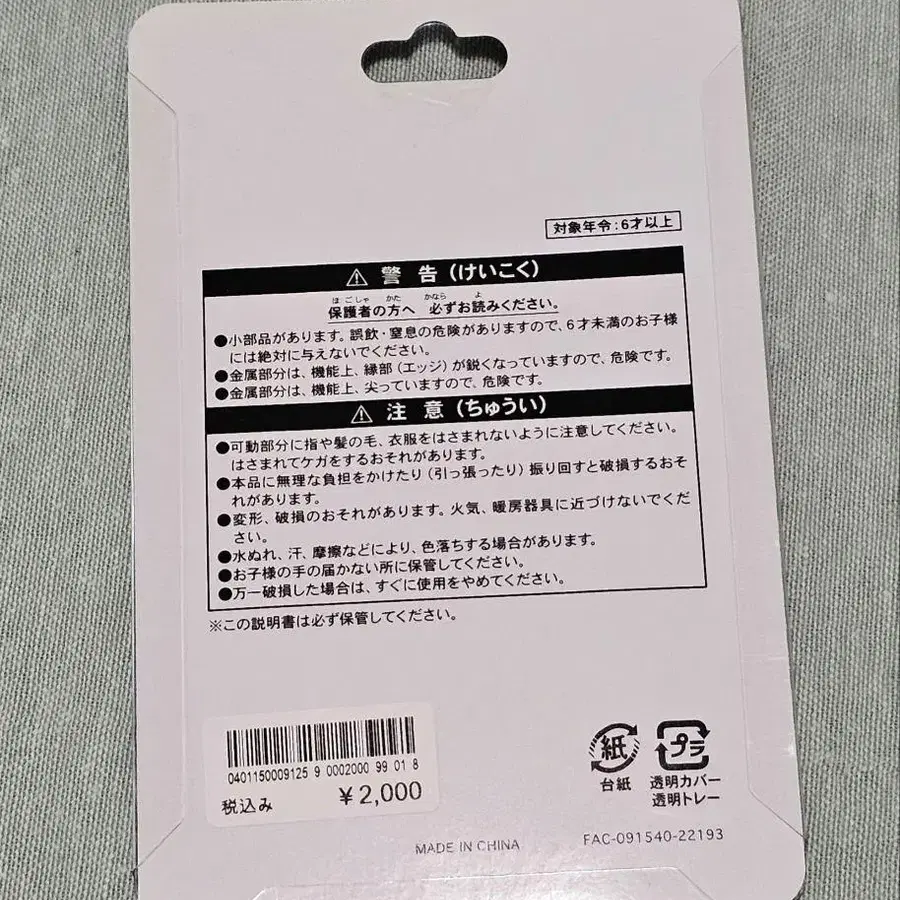 対象年令:6才以上
⚠ 警 告(けいこく)
ほごしゃ かた かなら よ
保護者の方へ 必ずお読みください。
●小部品があります。誤飲・窒息の危険がありますので、6才未満のお子様
には絶対に与えないでください。
●金属部分は、機能上、縁部(エッジ)が鋭くなっていますので、危険です。
●金属部分は、機能上、尖っていますので、危険です。
⚠ 注 意(ちゅうい)
●可動部分に指や髪の毛、衣服をはさまれないように注意してください。
はさまれてケガをするおそれがあります。
●本品に無理な負担をかけたり(引っ張ったり)振り回すと破損するおそ
れがあります。
●変形、破損のおそれがあります。火気、暖房器具に近づけないでくだ
さい。
●水ぬれ、汗、摩擦などにより、色落ちする場合があります。
●お子様の手の届かない所に保管してください。
●万一破損した場合は、すぐに使用をやめてください。
※この説明書は必ず保管してください。
0401150009125 9 0002000 99 01 8
税込み ¥2,000
紙 プラ
台紙 透明カバー
透明トレー
MADE IN CHINA FAC-091540-22193